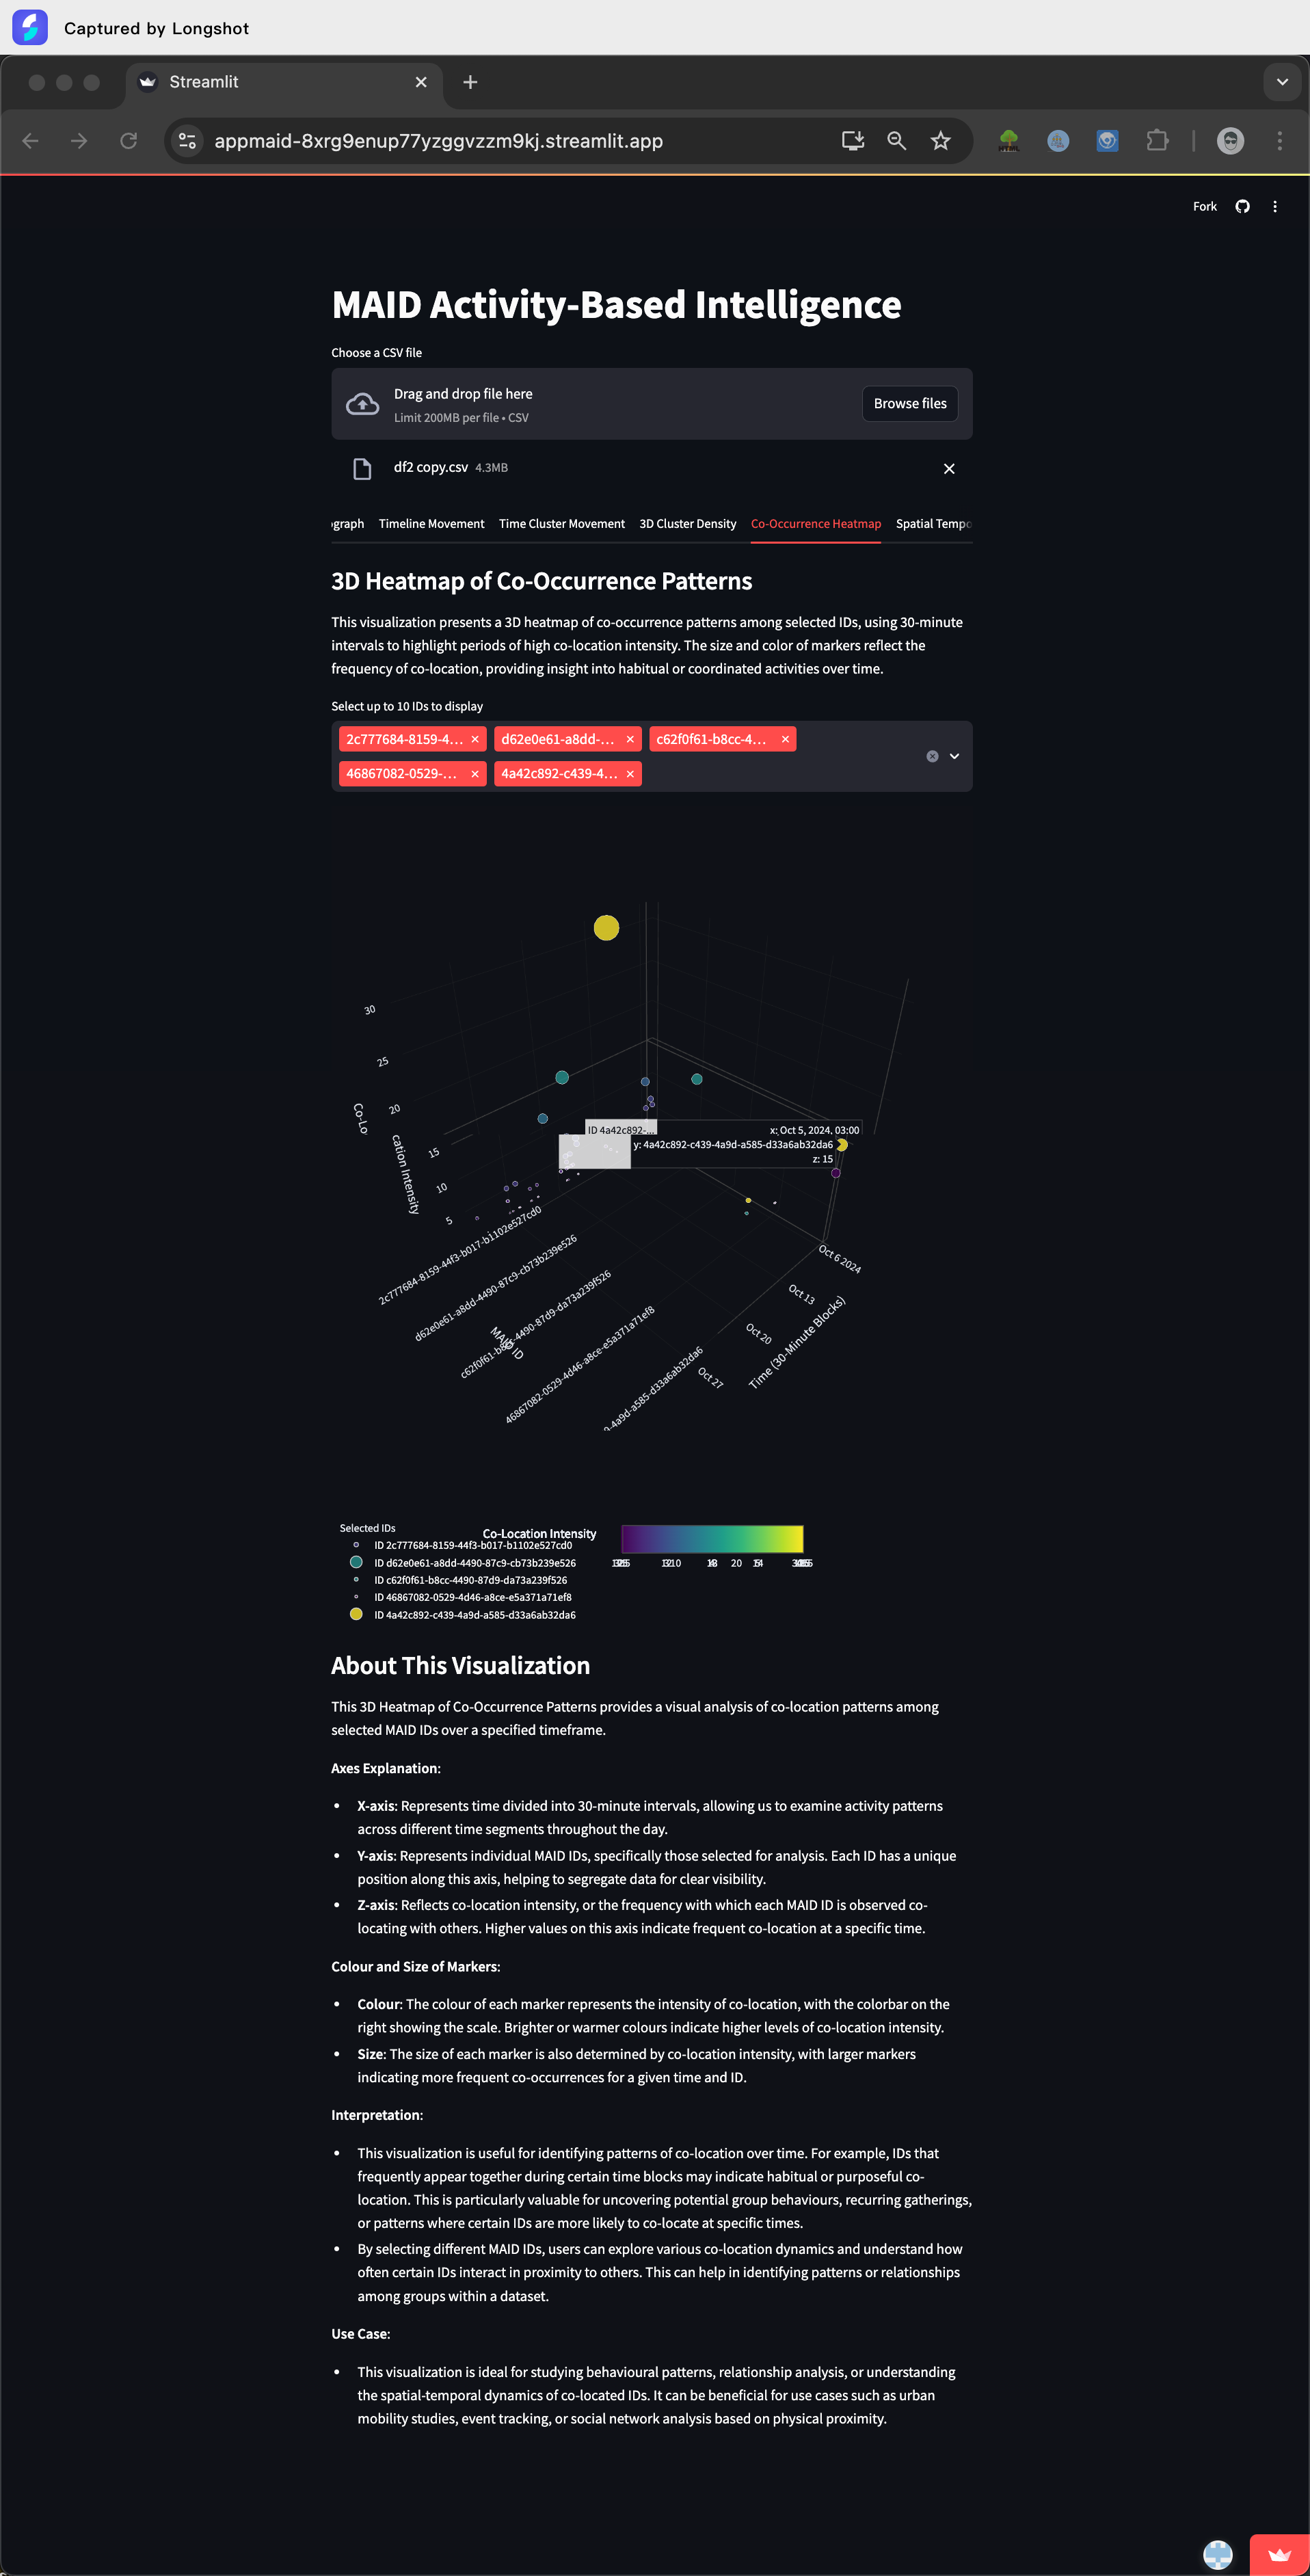 Captured by Longshot
Streamlit
appmaid-8xrg9enup77yzggvzzm9kj.streamlit.app
Fork
MAID Activity-Based Intelligence
Choose a CSV file
Drag and drop file here
Limit 200MB per file • CSV
Browse files
df2 copy.csv 4.3MB
ograph Timeline Movement Time Cluster Movement 3D Cluster Density Co-Occurrence Heatmap Spatial Tempo
3D Heatmap of Co-Occurrence Patterns
This visualization presents a 3D heatmap of co-occurrence patterns among selected IDs, using 30-minute
intervals to highlight periods of high co-location intensity. The size and color of markers reflect the
frequency of co-location, providing insight into habitual or coordinated activities over time.
Select up to 10 IDs to display
2c777684-8159-4... d62e0e61-a8dd-... c62f0f61-b8cc-4...
46867082-0529-... 4a42c892-c439-4...
30
25
20
15
10
5
Co-Lo
cation Intensity
ID 4a42c892-...
x: Oct 5, 2024, 03:00
y: 4a42c892-c439-4a9d-a585-d33a6ab32da6
z: 15
2c777684-8159-44f3-b017-b1102e527cd0
d62e0e61-a8dd-4490-87c9-cb73b239e526
c62f0f61-b8cc-4490-87d9-da73a239f526
46867082-0529-4d46-a8ce-e5a371a71ef8
9-4a9d-a585-d33a6ab32da6
MAID ID
Oct 6 2024
Oct 13
Oct 20
Oct 27
Time (30-Minute Blocks)
Selected IDs
Co-Location Intensity
ID 2c777684-8159-44f3-b017-b1102e527cd0
ID d62e0e61-a8dd-4490-87c9-cb73b239e526
ID c62f0f61-b8cc-4490-87d9-da73a239f526
ID 46867082-0529-4d46-a8ce-e5a371a71ef8
ID 4a42c892-c439-4a9d-a585-d33a6ab32da6
20
About This Visualization
This 3D Heatmap of Co-Occurrence Patterns provides a visual analysis of co-location patterns among
selected MAID IDs over a specified timeframe.
Axes Explanation:
• X-axis: Represents time divided into 30-minute intervals, allowing us to examine activity patterns
across different time segments throughout the day.
• Y-axis: Represents individual MAID IDs, specifically those selected for analysis. Each ID has a unique
position along this axis, helping to segregate data for clear visibility.
• Z-axis: Reflects co-location intensity, or the frequency with which each MAID ID is observed co-
locating with others. Higher values on this axis indicate frequent co-location at a specific time.
Colour and Size of Markers:
• Colour: The colour of each marker represents the intensity of co-location, with the colorbar on the
right showing the scale. Brighter or warmer colours indicate higher levels of co-location intensity.
• Size: The size of each marker is also determined by co-location intensity, with larger markers
indicating more frequent co-occurrences for a given time and ID.
Interpretation:
• This visualization is useful for identifying patterns of co-location over time. For example, IDs that
frequently appear together during certain time blocks may indicate habitual or purposeful co-
location. This is particularly valuable for uncovering potential group behaviours, recurring gatherings,
or patterns where certain IDs are more likely to co-locate at specific times.
• By selecting different MAID IDs, users can explore various co-location dynamics and understand how
often certain IDs interact in proximity to others. This can help in identifying patterns or relationships
among groups within a dataset.
Use Case:
• This visualization is ideal for studying behavioural patterns, relationship analysis, or understanding
the spatial-temporal dynamics of co-located IDs. It can be beneficial for use cases such as urban
mobility studies, event tracking, or social network analysis based on physical proximity.